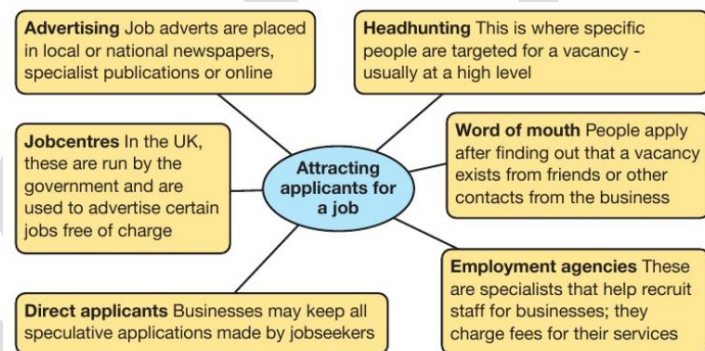 Advertising Job adverts are placed
in local or national newspapers,
specialist publications or online
Headhunting This is where specific
people are targeted for a vacancy -
usually at a high level
Jobcentres In the UK,
these are run by the
government and are
used to advertise certain
jobs free of charge
Attracting
applicants for
a job
Word of mouth People apply
after finding out that a vacancy
exists from friends or other
contacts from the business
Direct applicants Businesses may keep all
speculative applications made by jobseekers
Employment agencies These
are specialists that help recruit
staff for businesses; they
charge fees for their services